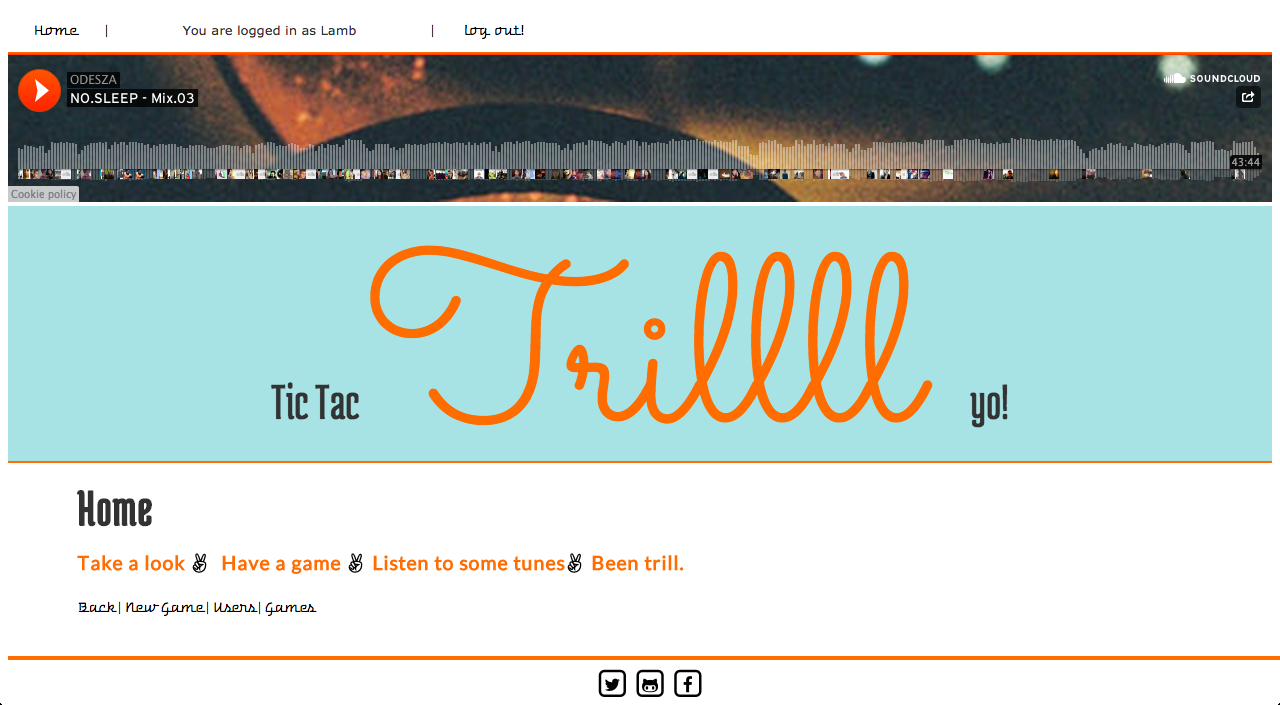 Home | You are logged in as Lamb | log out!
ODESZA
SOUNDCLOUD
NO.SLEEP - Mix.03
43:44
Cookie policy
Tic Tac Trillll yo!
Home
Take a look ✌ Have a game ✌ Listen to some tunes✌ Been trill.
Back| New Game| Users| Games